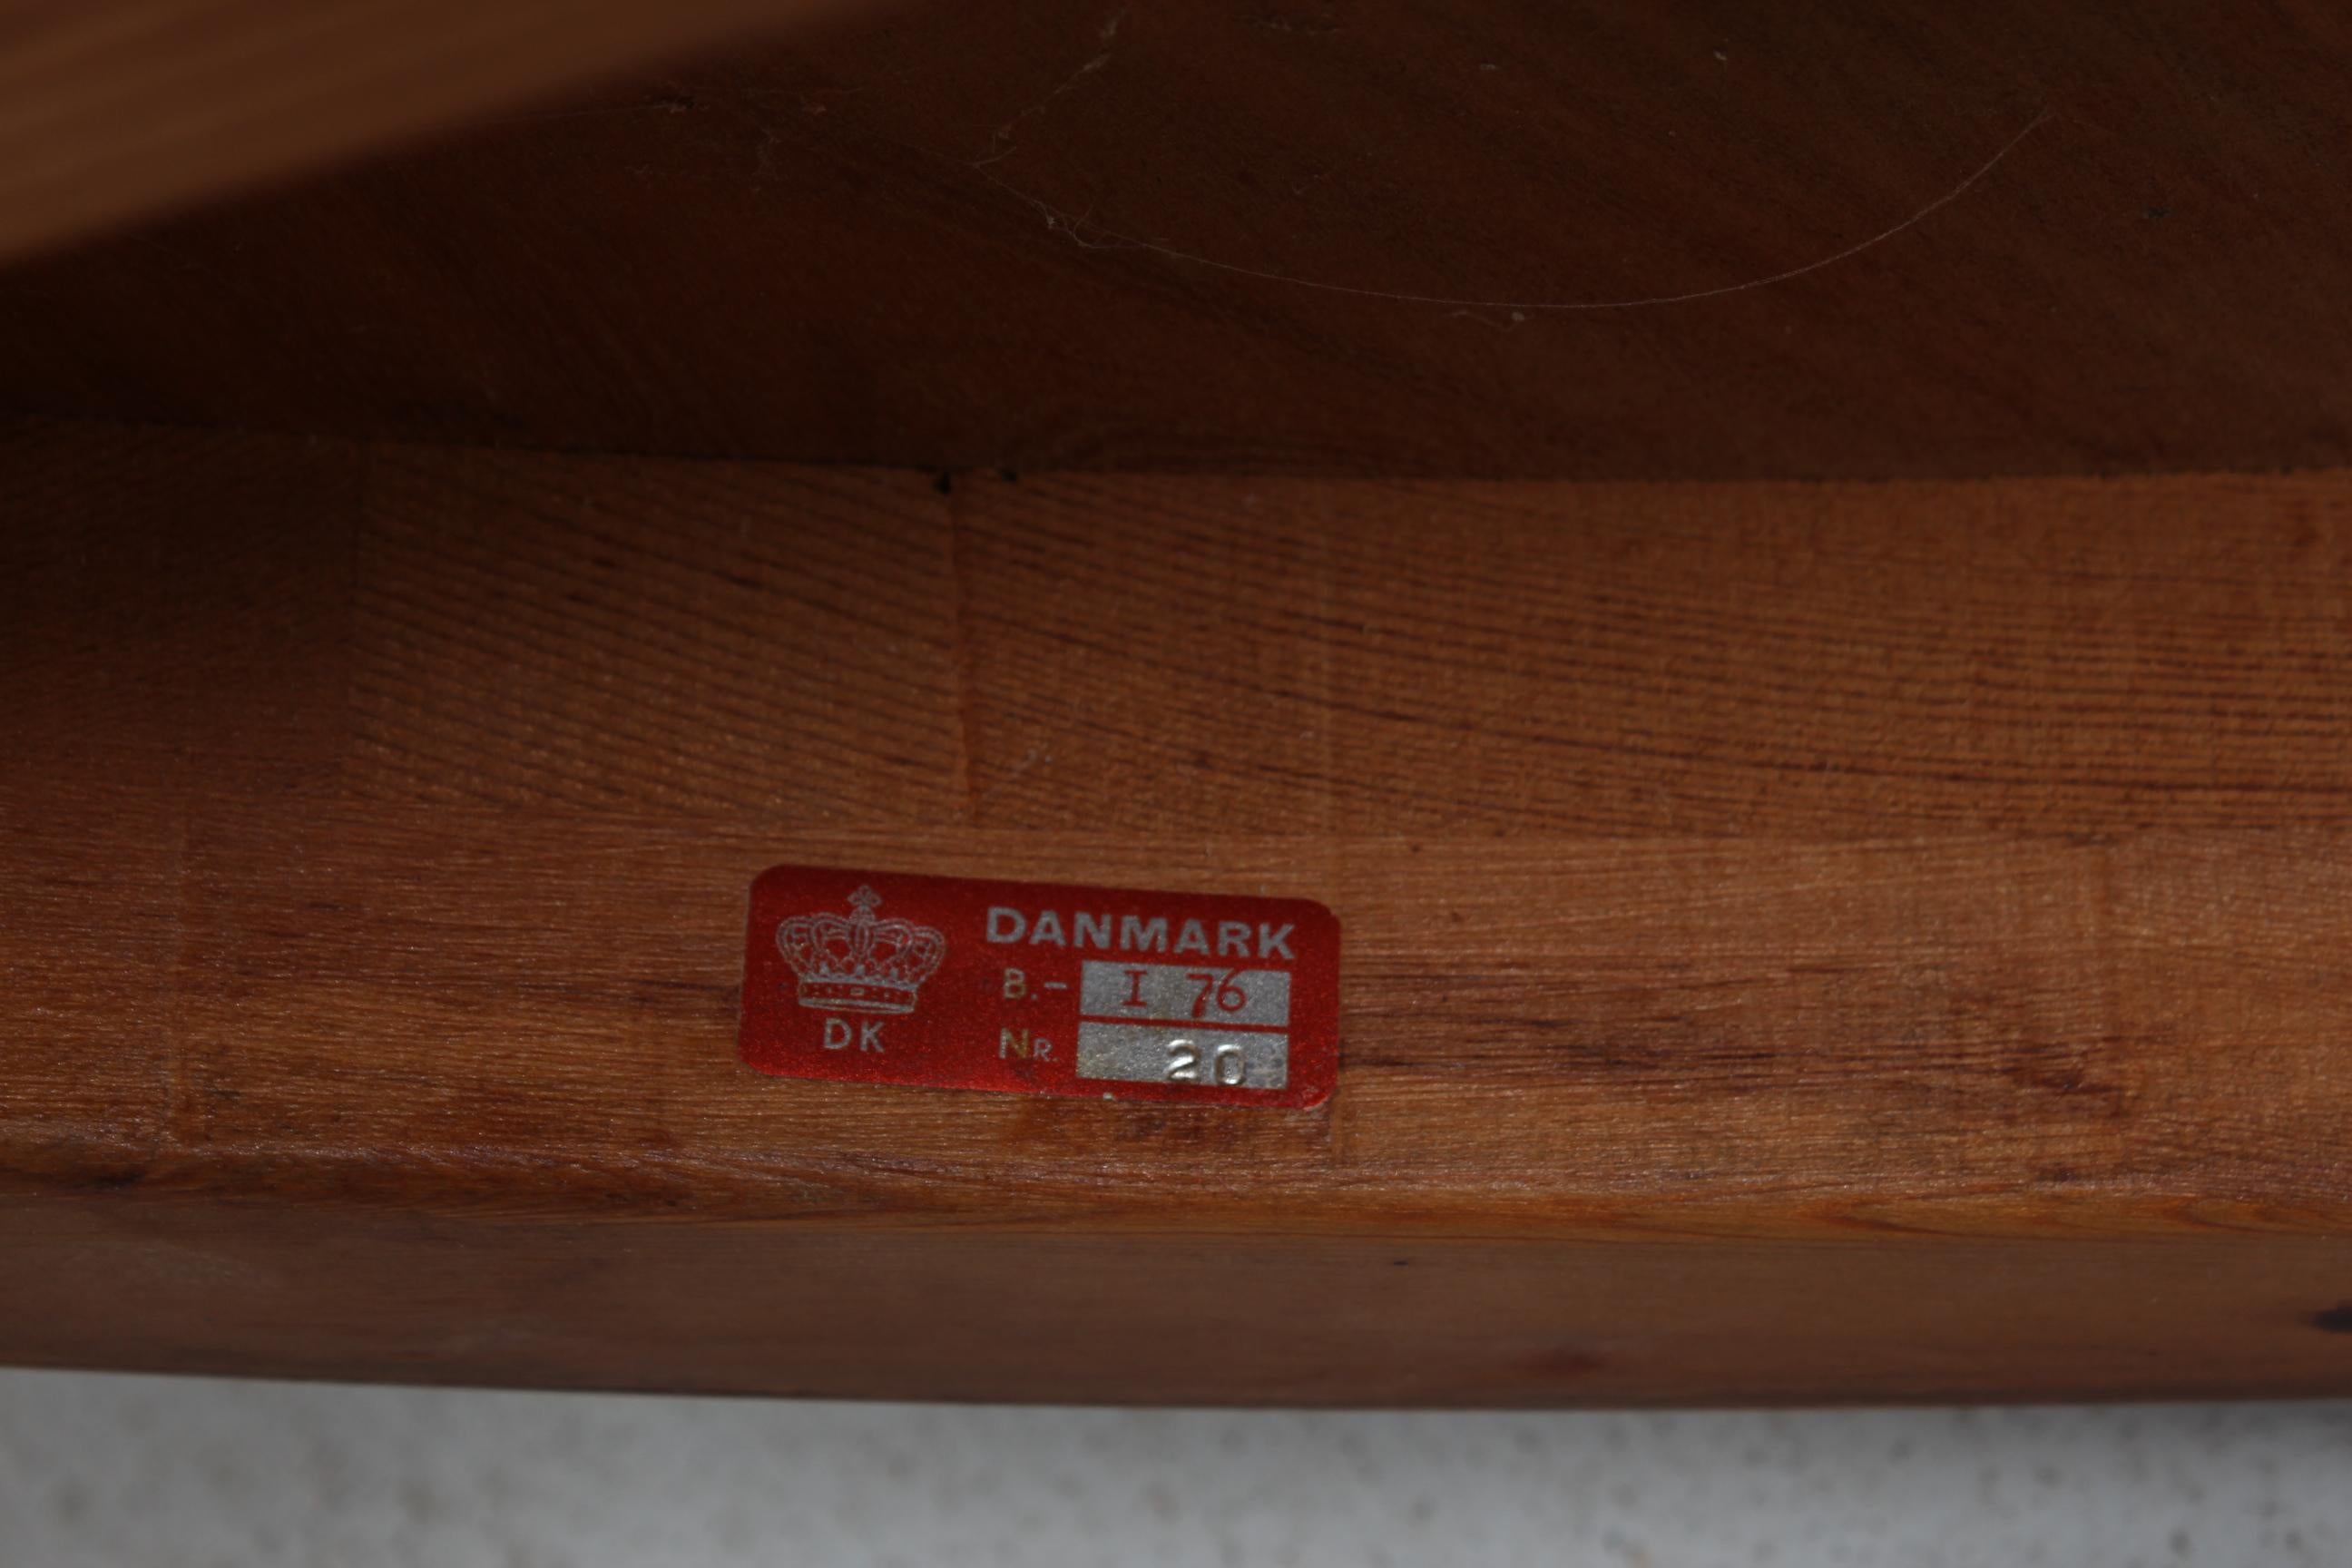 DANMARK
B.- I 76
DK
NR. 20